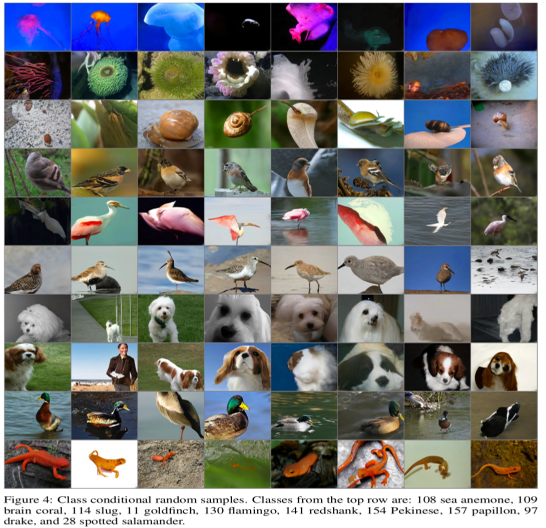 Figure 4: Class conditional random samples. Classes from the top row are: 108 sea anemone, 109
brain coral, 114 slug, 11 goldfinch, 130 flamingo, 141 redshank, 154 Pekinese, 157 papillon, 97
drake, and 28 spotted salamander.